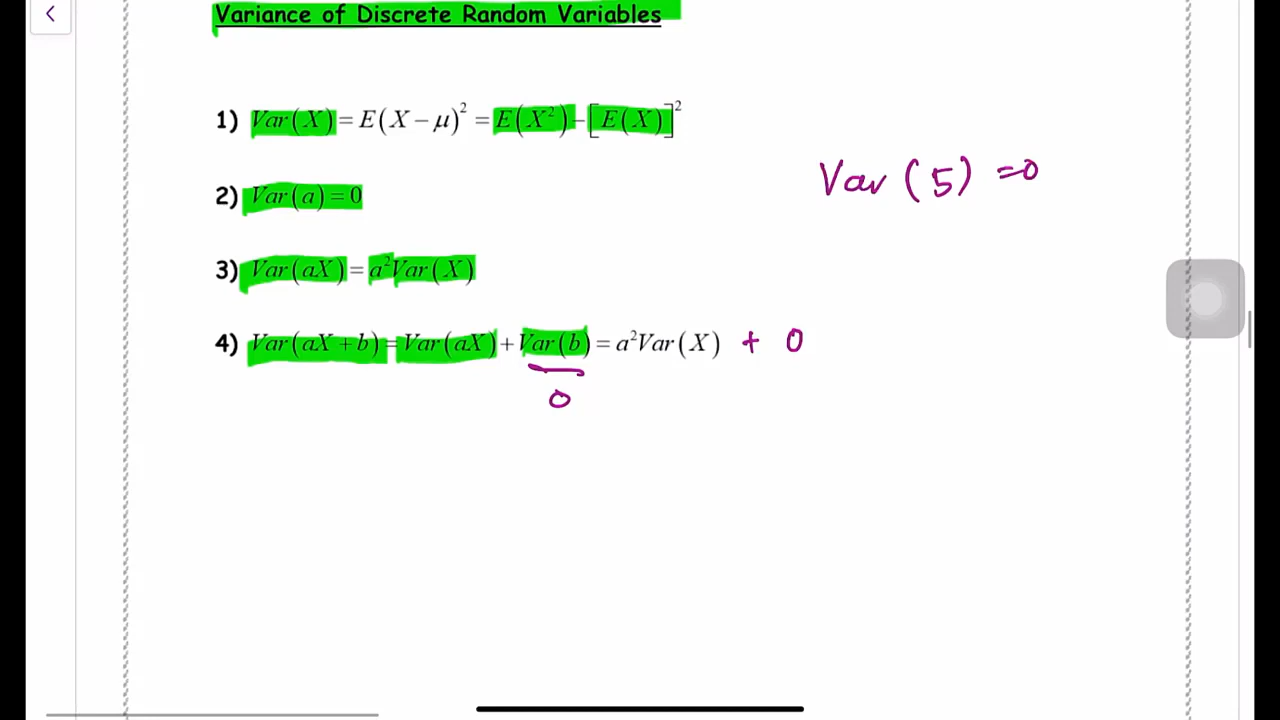 Variance of Discrete Random Variables
1) Var(X) = E(X − μ)² = E(X²) − [E(X)]²
Var(5) = 0
2) Var(a) = 0
3) Var(aX) = a²Var(X)
4) Var(aX + b) = Var(aX) + Var(b) = a²Var(X) + 0
0